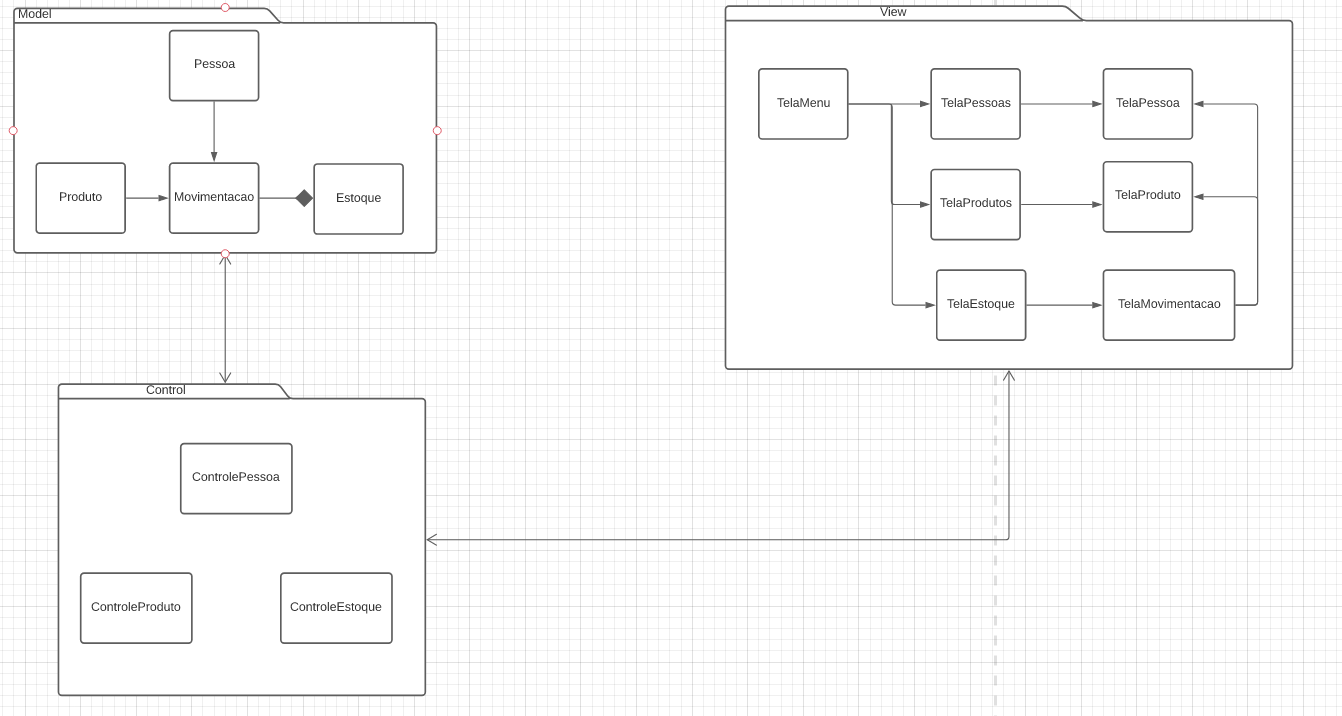 Model
Pessoa
Produto
Movimentacao
Estoque
View
TelaMenu
TelaPessoas
TelaPessoa
TelaProdutos
TelaProduto
TelaEstoque
TelaMovimentacao
Control
ControlePessoa
ControleProduto
ControleEstoque